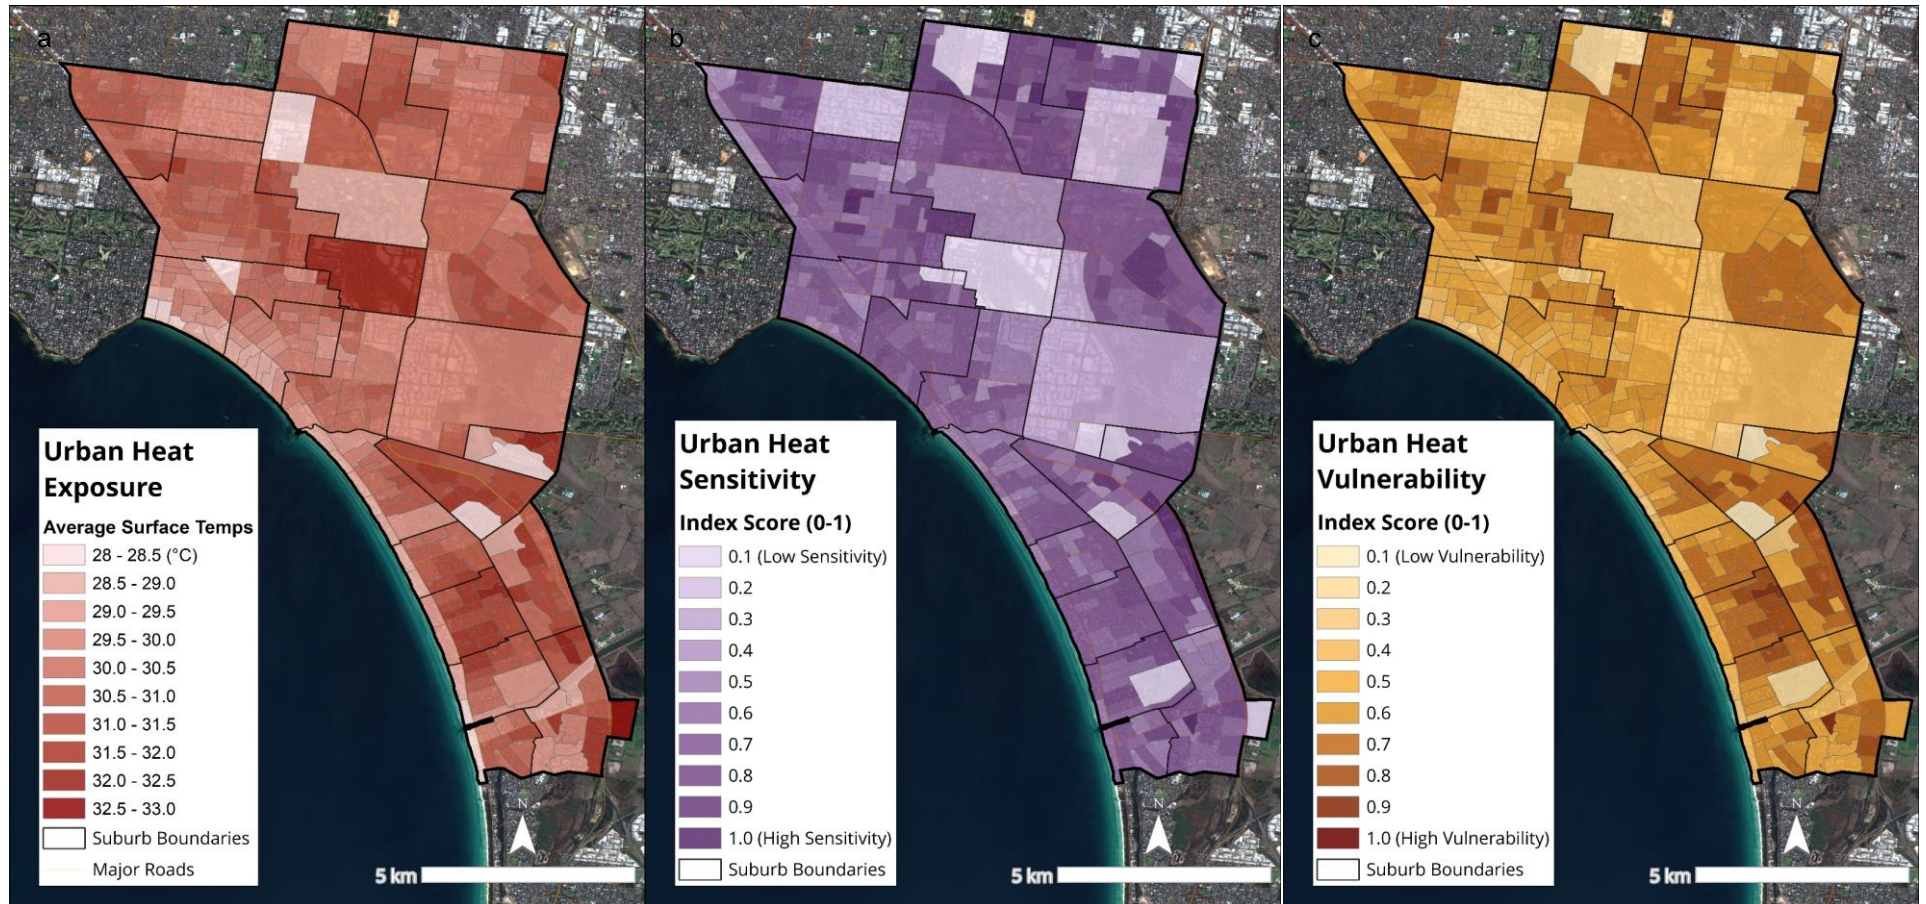 a
Urban Heat
Exposure
Average Surface Temps
28 - 28.5 (°C)
28.5 - 29.0
29.0 - 29.5
29.5 - 30.0
30.0 - 30.5
30.5 - 31.0
31.0 - 31.5
31.5 - 32.0
32.0 - 32.5
32.5 - 33.0
Suburb Boundaries
Major Roads
N
5 km
b
Urban Heat
Sensitivity
Index Score (0-1)
0.1 (Low Sensitivity)
0.2
0.3
0.4
0.5
0.6
0.7
0.8
0.9
1.0 (High Sensitivity)
Suburb Boundaries
N
5 km
c
Urban Heat
Vulnerability
Index Score (0-1)
0.1 (Low Vulnerability)
0.2
0.3
0.4
0.5
0.6
0.7
0.8
0.9
1.0 (High Vulnerability)
Suburb Boundaries
N
5 km